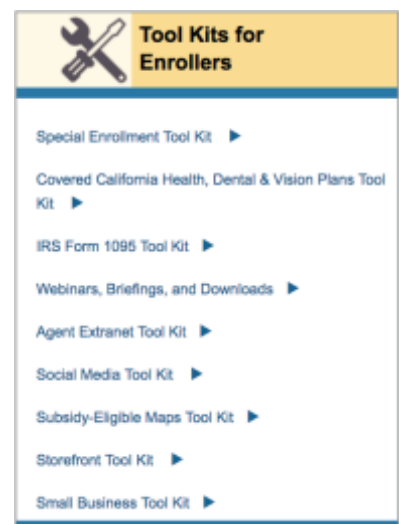 Tool Kits for
Enrollers
Special Enrollment Tool Kit
Covered California Health, Dental & Vision Plans Tool
Kit
IRS Form 1095 Tool Kit
Webinars, Briefings, and Downloads
Agent Extranet Tool Kit
Social Media Tool Kit
Subsidy-Eligible Maps Tool Kit
Storefront Tool Kit
Small Business Tool Kit